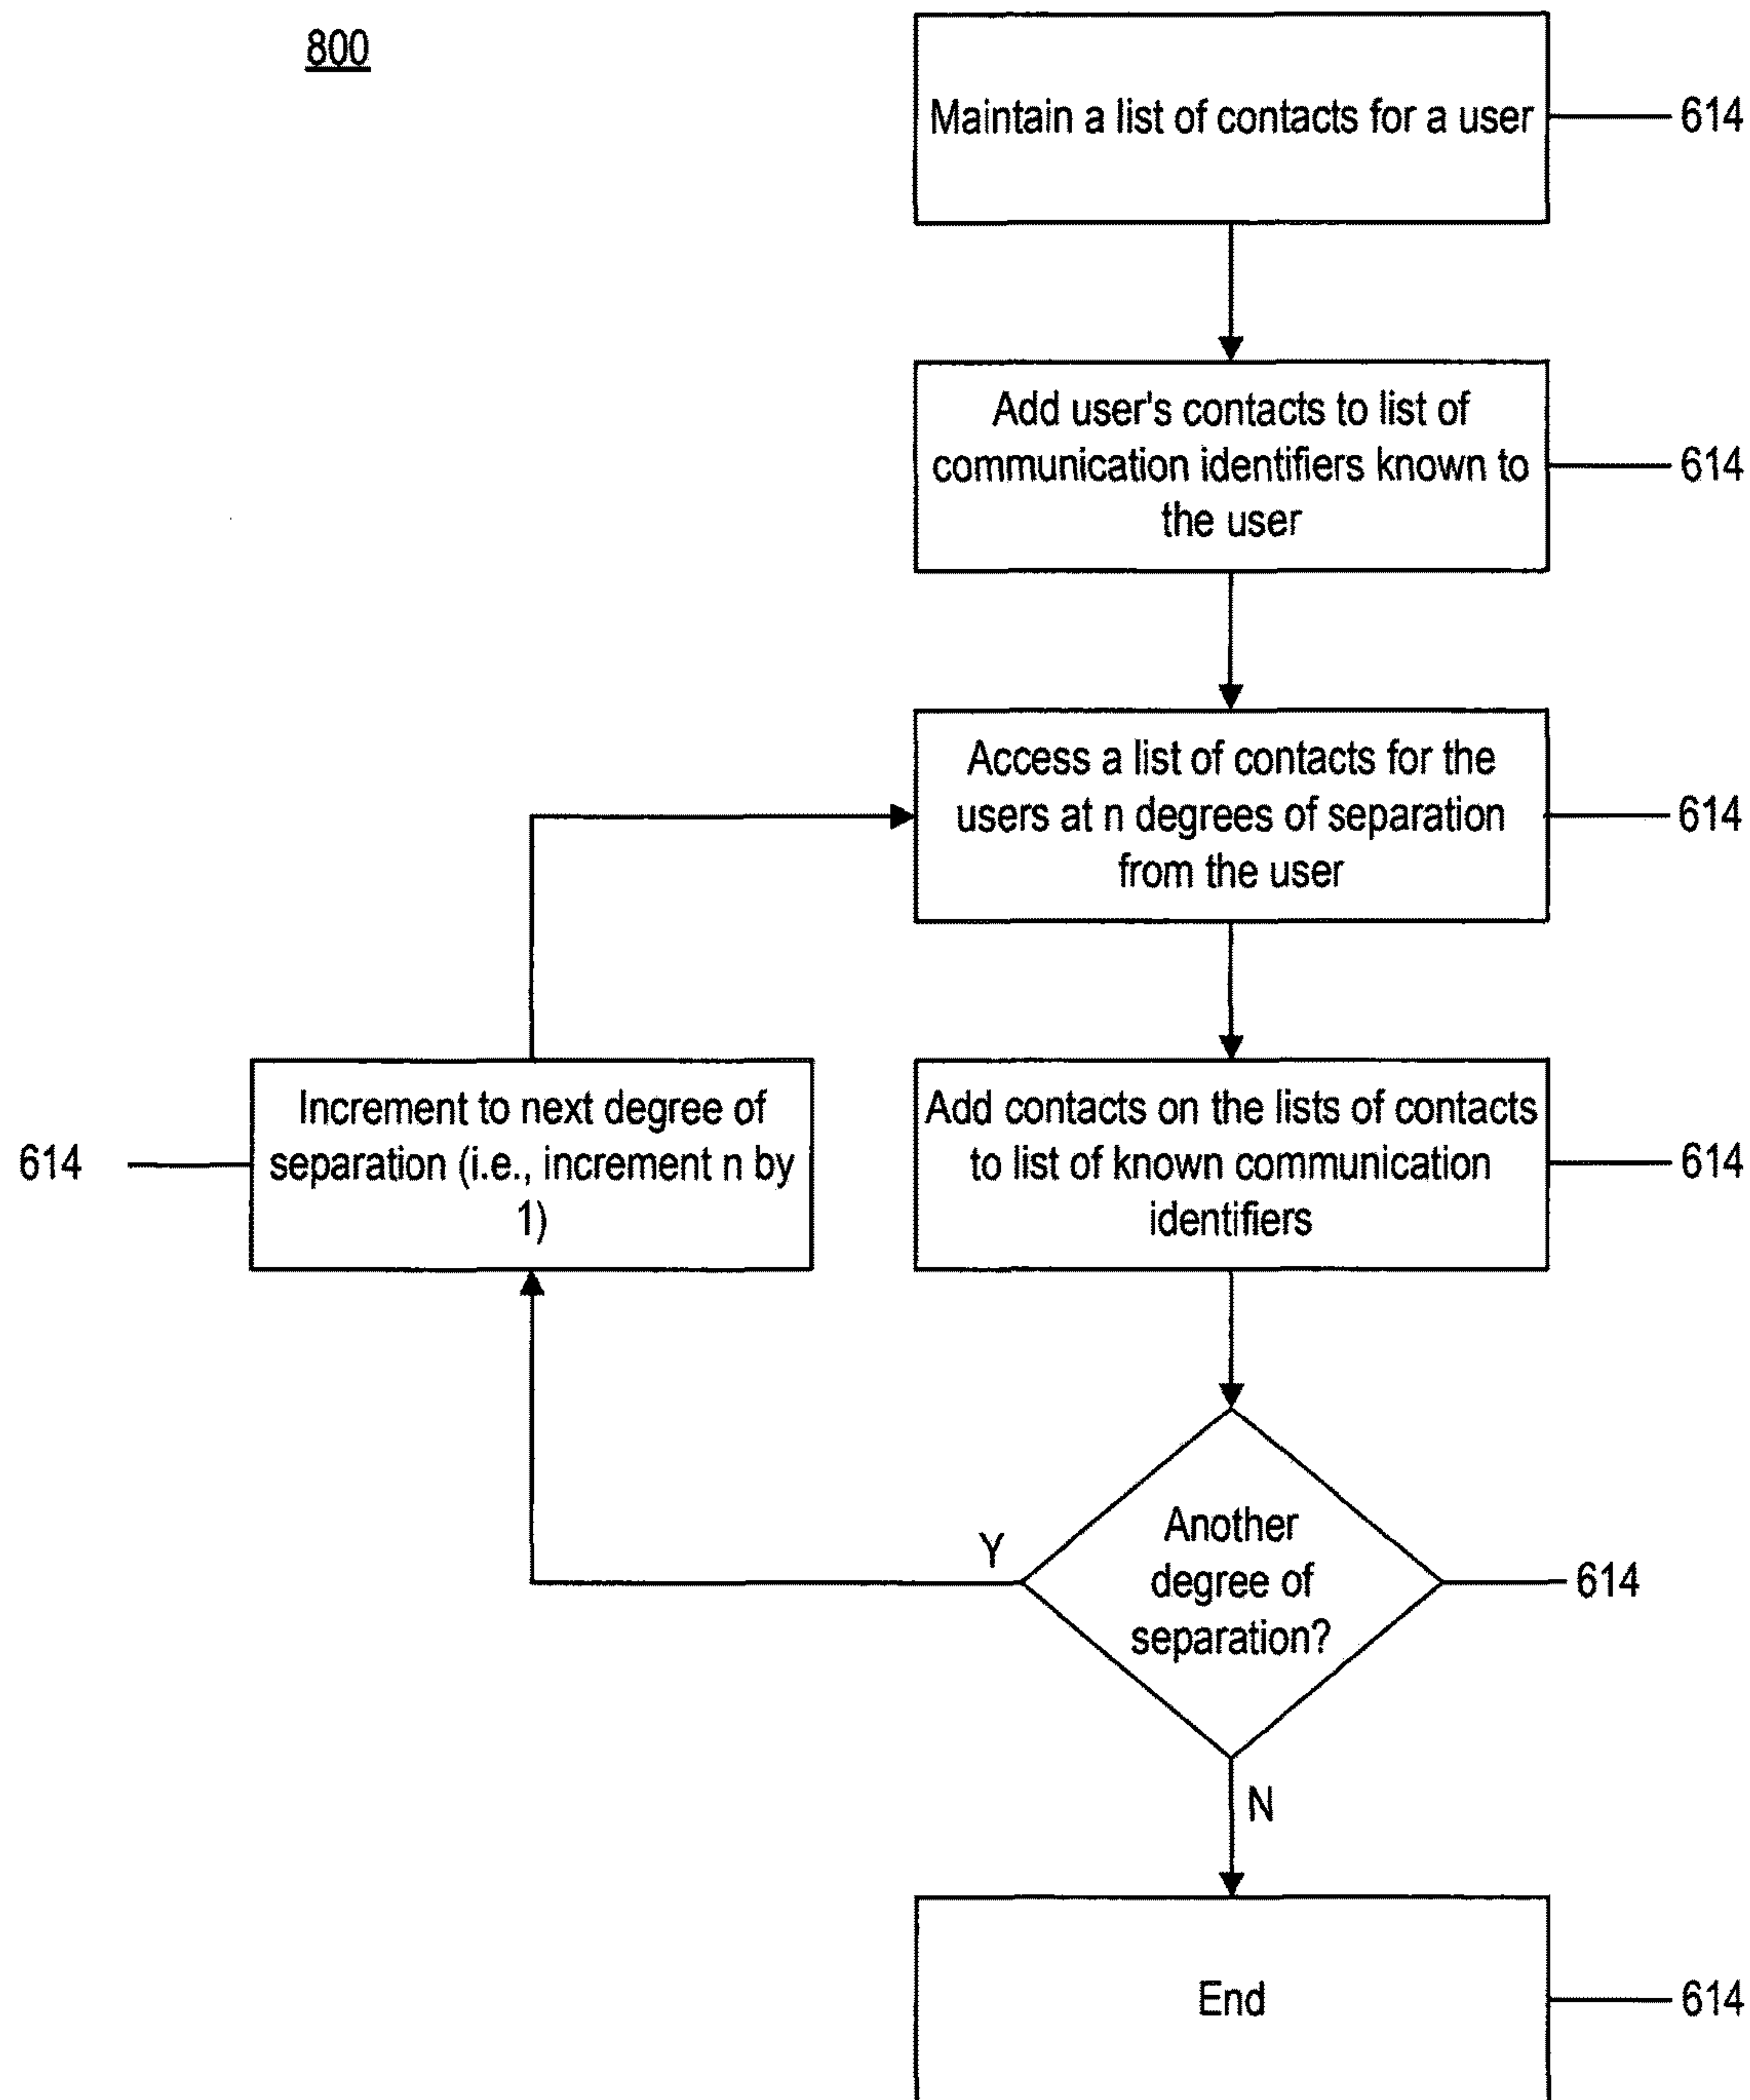 800
Maintain a list of contacts for a user
614
Add user's contacts to list of
communication identifiers known to
the user
614
Access a list of contacts for the
users at n degrees of separation
from the user
614
Increment to next degree of
separation (i.e., increment n by
1)
614
Add contacts on the lists of contacts
to list of known communication
identifiers
614
Another
degree of
separation?
614
Y
N
End
614